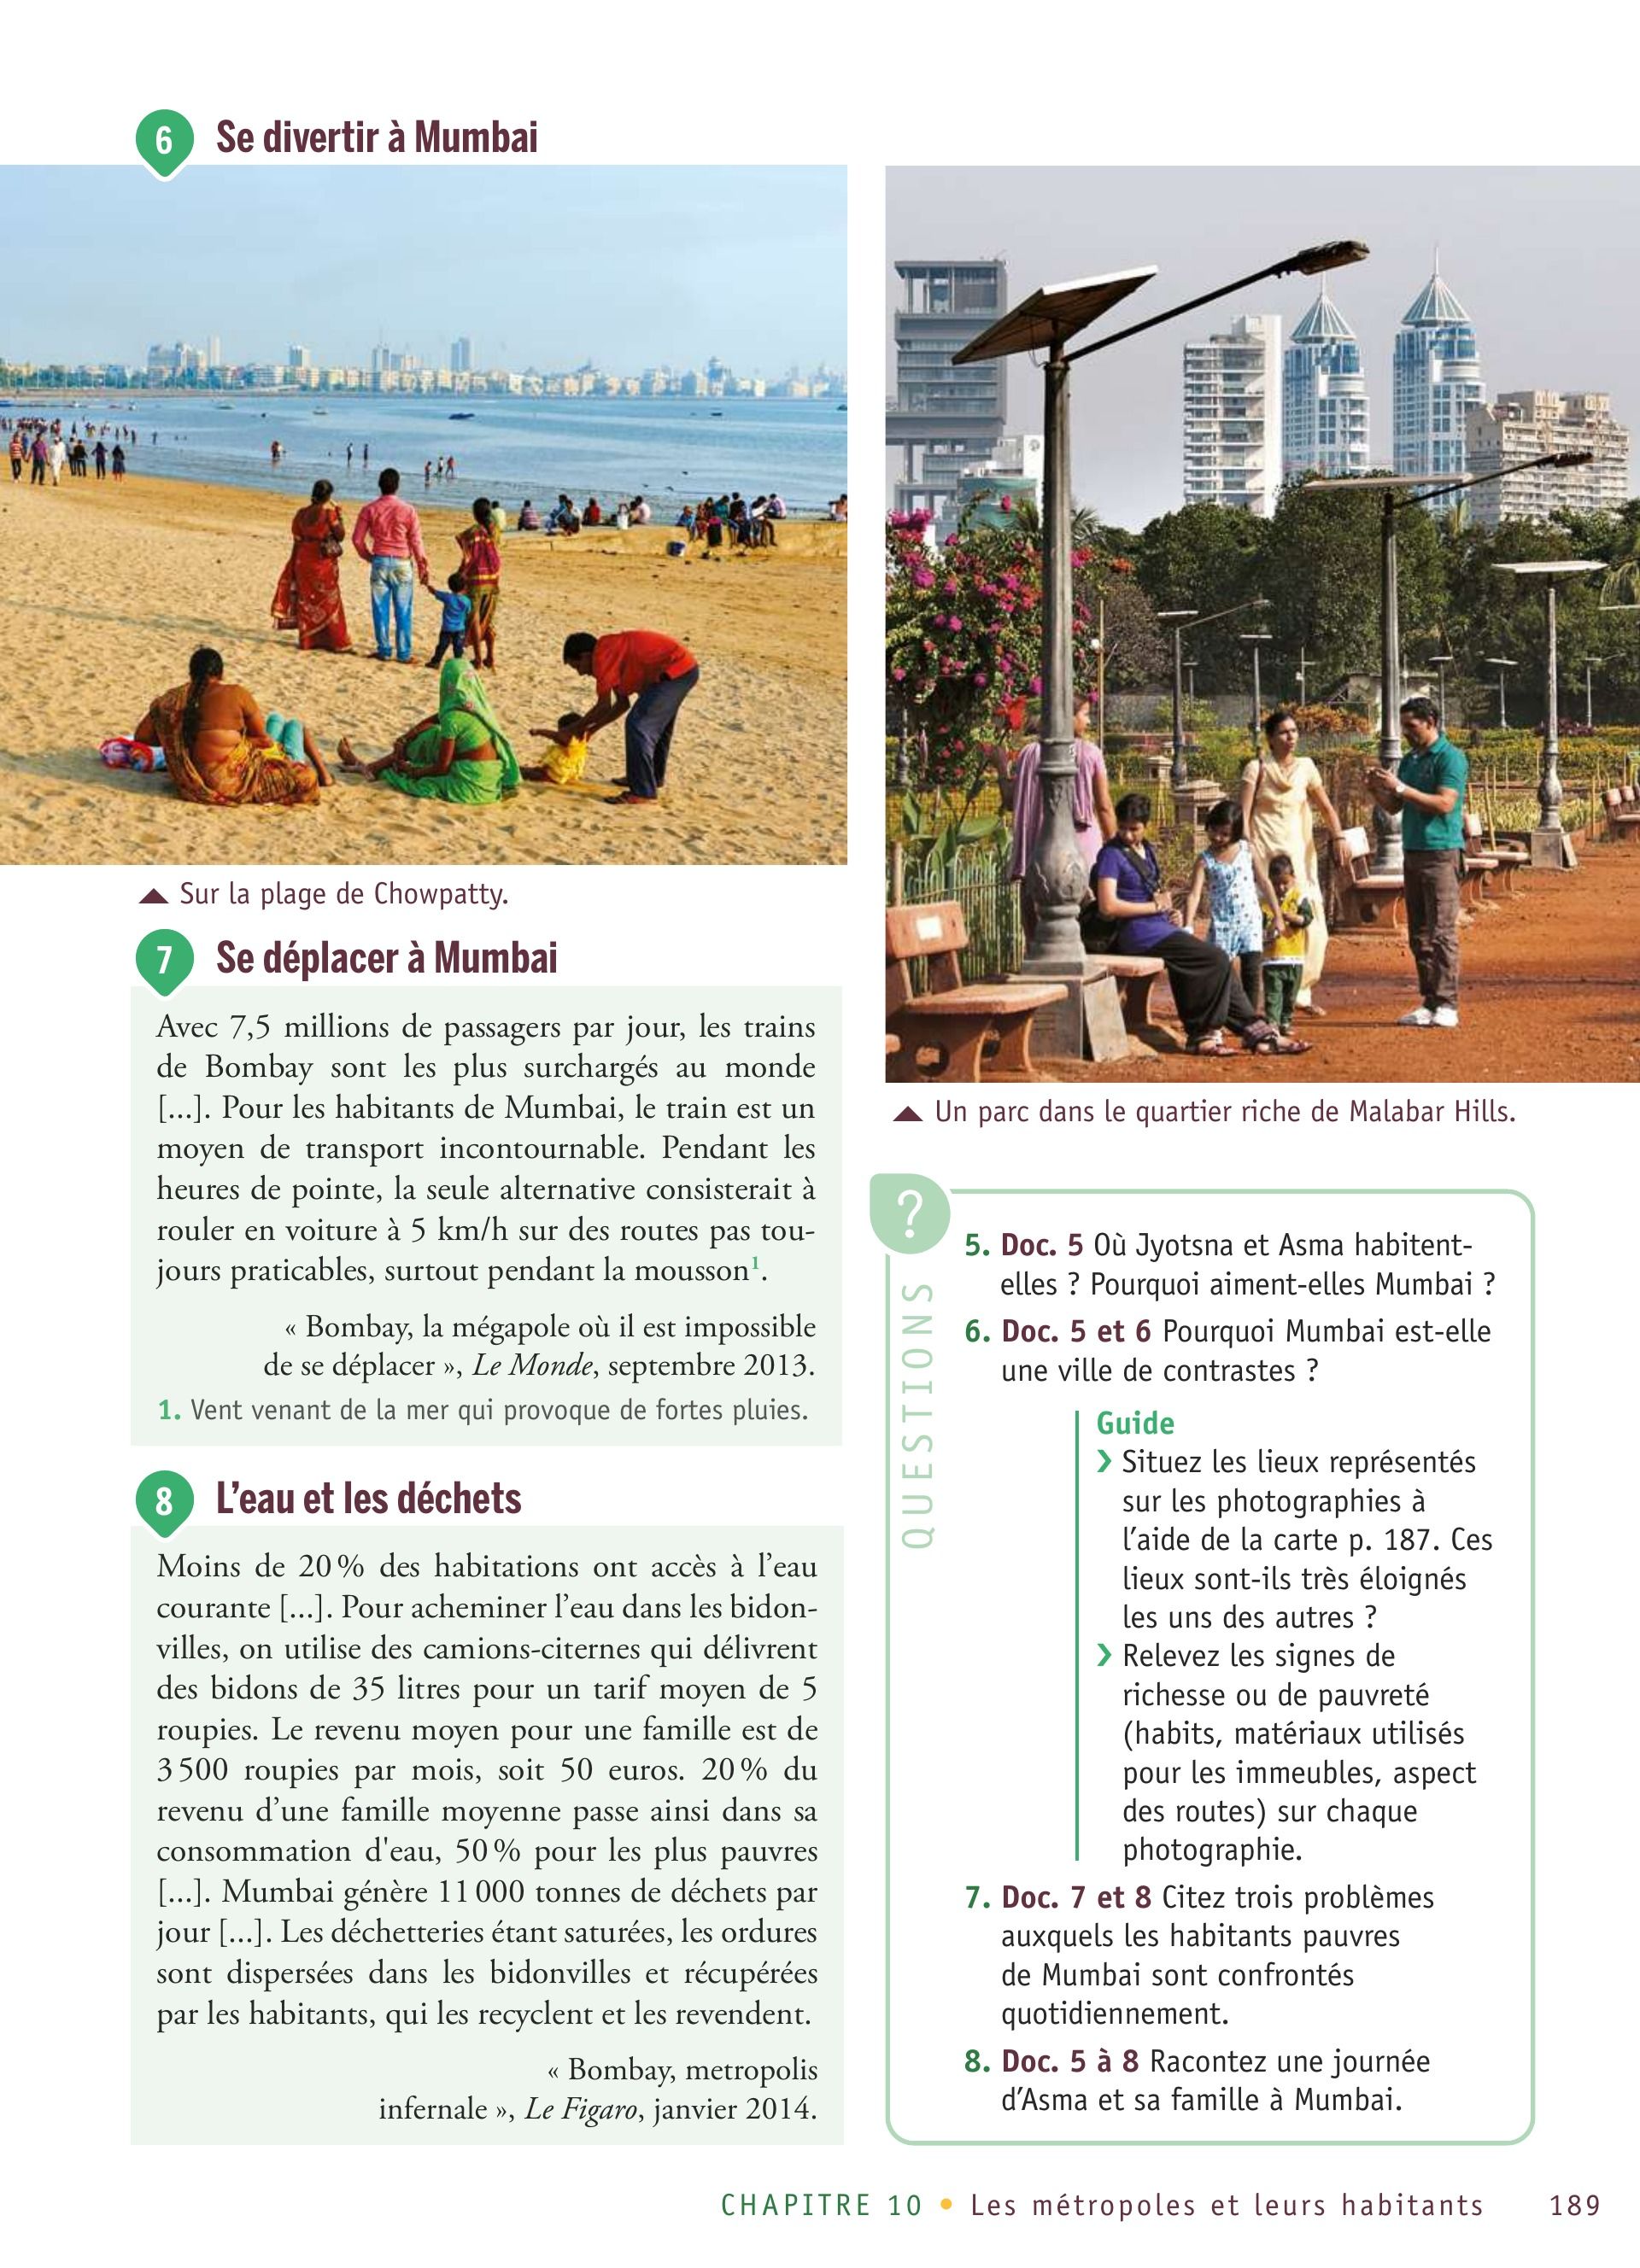 6 Se divertir à Mumbai
Sur la plage de Chowpatty.
7 Se déplacer à Mumbai
Avec 7,5 millions de passagers par jour, les trains
de Bombay sont les plus surchargés au monde
[...]. Pour les habitants de Mumbai, le train est un
moyen de transport incontournable. Pendant les
heures de pointe, la seule alternative consisterait à
rouler en voiture à 5 km/h sur des routes pas tou-
jours praticables, surtout pendant la mousson1.
« Bombay, la mégapole où il est impossible
de se déplacer », Le Monde, septembre 2013.
1. Vent venant de la mer qui provoque de fortes pluies.
8 L'eau et les déchets
Moins de 20 % des habitations ont accès à l'eau
courante [...]. Pour acheminer l'eau dans les bidon-
villes, on utilise des camions-citernes qui délivrent
des bidons de 35 litres pour un tarif moyen de 5
roupies. Le revenu moyen pour une famille est de
3 500 roupies par mois, soit 50 euros. 20 % du
revenu d'une famille moyenne passe ainsi dans sa
consommation d'eau, 50 % pour les plus pauvres
[...]. Mumbai génère 11 000 tonnes de déchets par
jour [...]. Les déchetteries étant saturées, les ordures
sont dispersées dans les bidonvilles et récupérées
par les habitants, qui les recyclent et les revendent.
« Bombay, metropolis
infernale », Le Figaro, janvier 2014.
Un parc dans le quartier riche de Malabar Hills.
?
QUESTIONS
5. Doc. 5 Où Jyotsna et Asma habitent-
elles ? Pourquoi aiment-elles Mumbai ?
6. Doc. 5 et 6 Pourquoi Mumbai est-elle
une ville de contrastes ?
Guide
❯ Situez les lieux représentés
sur les photographies à
l'aide de la carte p. 187. Ces
lieux sont-ils très éloignés
les uns des autres ?
❯ Relevez les signes de
richesse ou de pauvreté
(habits, matériaux utilisés
pour les immeubles, aspect
des routes) sur chaque
photographie.
7. Doc. 7 et 8 Citez trois problèmes
auxquels les habitants pauvres
de Mumbai sont confrontés
quotidiennement.
8. Doc. 5 à 8 Racontez une journée
d'Asma et sa famille à Mumbai.
CHAPITRE 10 • Les métropoles et leurs habitants 189